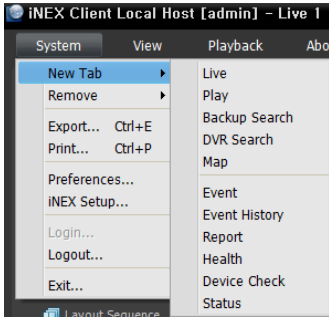 iNEX Client Local Host [admin] – Live 1
System View Playback Abo
New Tab
Remove
Export... Ctrl+E
Print... Ctrl+P
Preferences...
iNEX Setup...
Login...
Logout...
Exit...
Layout Sequence
Live
Play
Backup Search
DVR Search
Map
Event
Event History
Report
Health
Device Check
Status